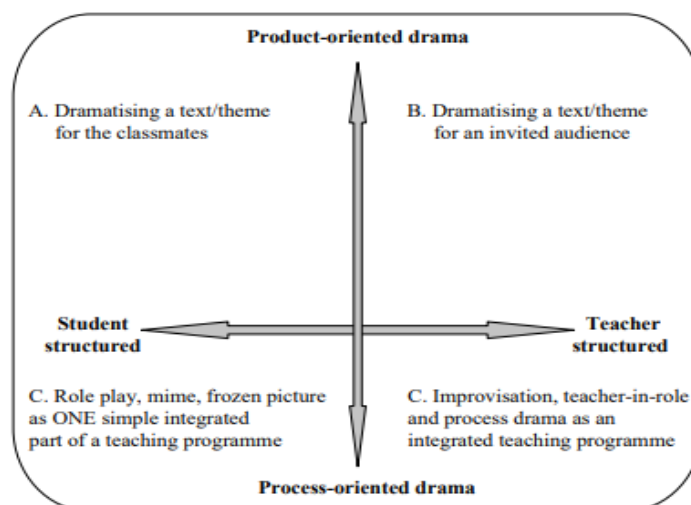 Product-oriented drama
A. Dramatising a text/theme
for the classmates
B. Dramatising a text/theme
for an invited audience
Student
structured
Teacher
structured
C. Role play, mime, frozen picture
as ONE simple integrated
part of a teaching programme
C. Improvisation, teacher-in-role
and process drama as an
integrated teaching programme
Process-oriented drama